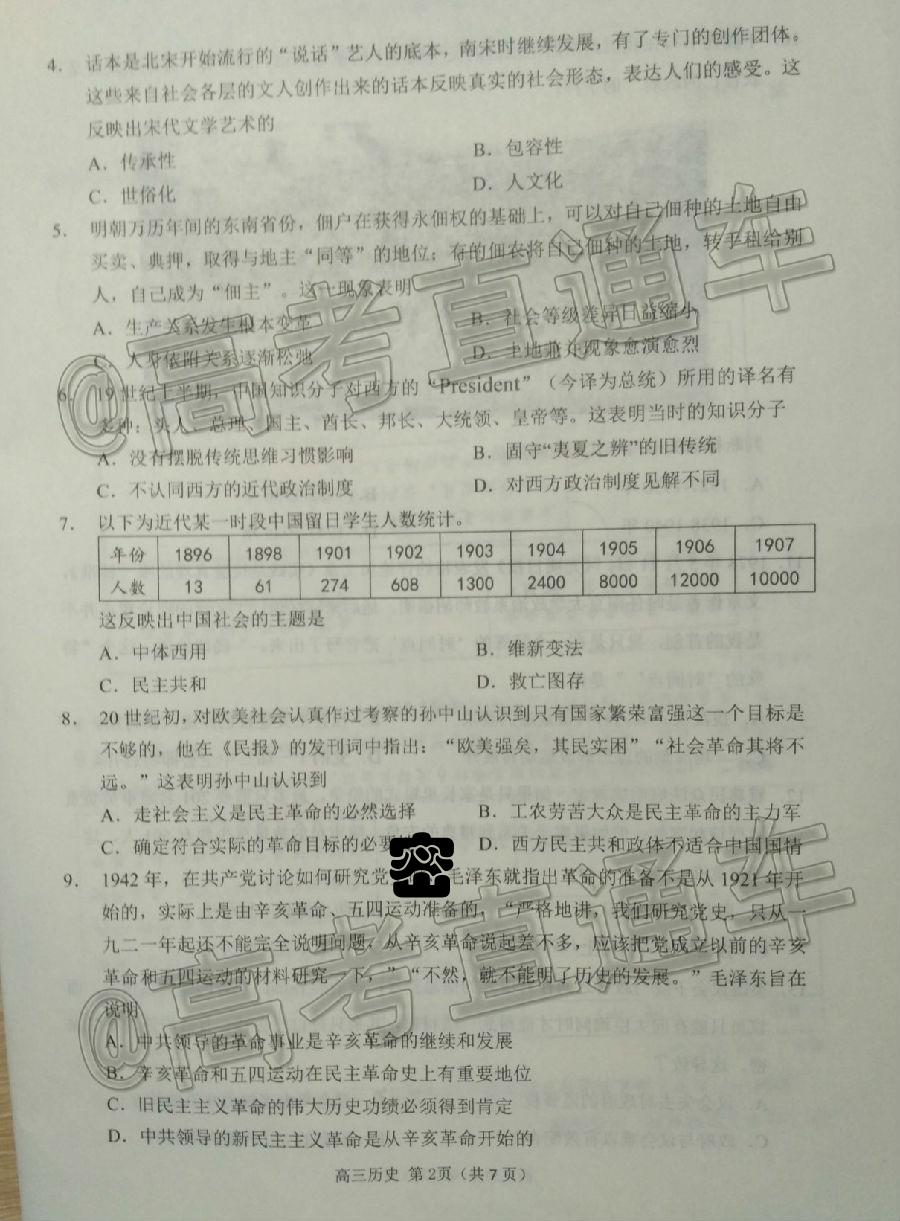 4. 话本是北宋开始流行的“说话”艺人的底本，南宋时继续发展，有了专门的创作团体。
这些来自社会各层的文人创作出来的话本反映真实的社会形态，表达人们的感受。这
反映出宋代文学艺术的
A．传承性 B．包容性
C．世俗化 D．人文化
5. 明朝万历年间的东南省份，佃户在获得永佃权的基础上，可以对自己佃种的土地自由
买卖、典押，取得与地主“同等”的地位；有的佃农将自己佃种的土地，转手租给别
人，自己成为“佃主”。这一现象表明
A．生产关系发生根本变革 B．社会等级差异日益缩小
C．人身依附关系逐渐松弛 D．土地兼并现象愈演愈烈
6. 19世纪上半期，中国知识分子对西方的“President”（今译为总统）所用的译名有
多种：头人、总理、国主、酋长、邦长、大统领、皇帝等。这表明当时的知识分子
A．没有摆脱传统思维习惯影响 B．固守“夷夏之辨”的旧传统
C．不认同西方的近代政治制度 D．对西方政治制度见解不同
7. 以下为近代某一时段中国留日学生人数统计。
年份 1896 1898 1901 1902 1903 1904 1905 1906 1907
人数 13 61 274 608 1300 2400 8000 12000 10000
这反映出中国社会的主题是
A．中体西用 B．维新变法
C．民主共和 D．救亡图存
8. 20世纪初，对欧美社会认真作过考察的孙中山认识到只有国家繁荣富强这一个目标是
不够的，他在《民报》的发刊词中指出：“欧美强矣，其民实困”“社会革命其将不
远。”这表明孙中山认识到
A．走社会主义是民主革命的必然选择 B．工农劳苦大众是民主革命的主力军
C．确定符合实际的革命目标的必要 D．西方民主共和政体不适合中国国情
9. 1942年，在共产党讨论如何研究党 毛泽东就指出革命的准备不是从1921年开
始的，实际上是由辛亥革命、五四运动准备的，“严格地讲，我们研究党史，只从一
九二一年起还不能完全说明问题。从辛亥革命说起差不多，应该把党成立以前的辛亥
革命和五四运动的材料研究一下，”“不然，就不能明了历史的发展。”毛泽东旨在
说明
A．中共领导的革命事业是辛亥革命的继续和发展
B．辛亥革命和五四运动在民主革命史上有重要地位
C．旧民主主义革命的伟大历史功绩必须得到肯定
D．中共领导的新民主主义革命是从辛亥革命开始的
高三历史 第2页（共7页）
@高考直通车
@高考直通车